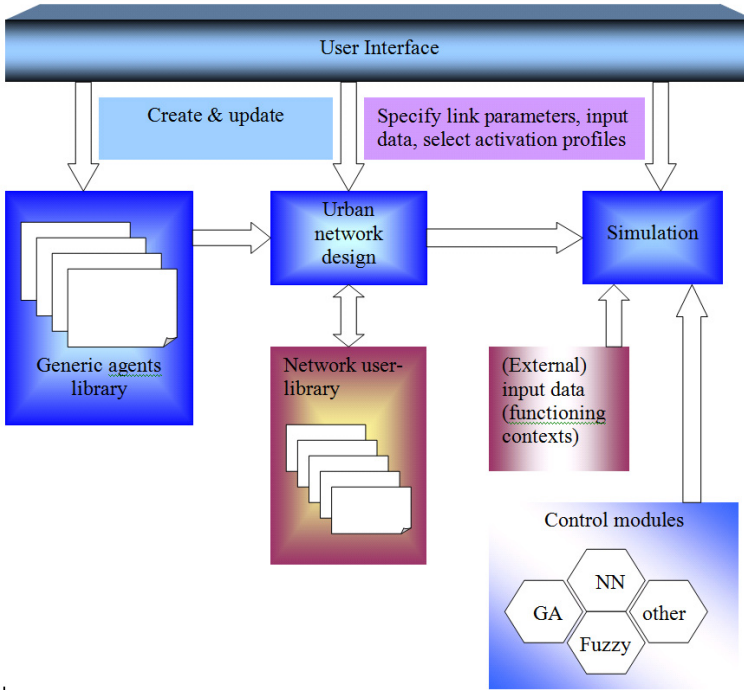 User Interface
Create & update
Specify link parameters, input
data, select activation profiles
Urban
network
design
Simulation
Generic agents
library
Network user-
library
(External)
input data
(functioning
contexts)
Control modules
NN
GA
other
Fuzzy